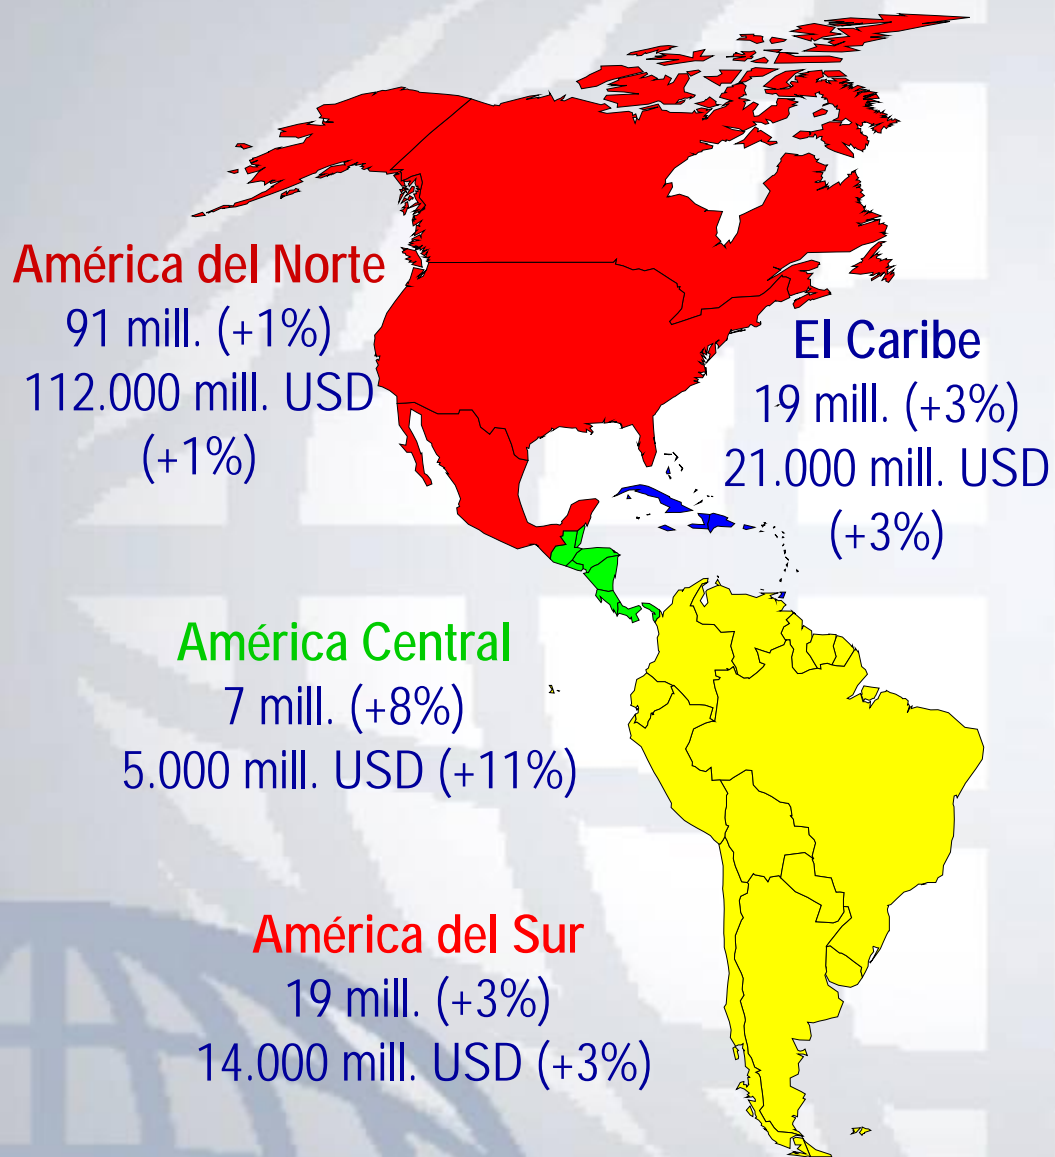 América del Norte
91 mill. (+1%)
112.000 mill. USD
(+1%)
El Caribe
19 mill. (+3%)
21.000 mill. USD
(+3%)
América Central
7 mill. (+8%)
5.000 mill. USD (+11%)
América del Sur
19 mill. (+3%)
14.000 mill. USD (+3%)